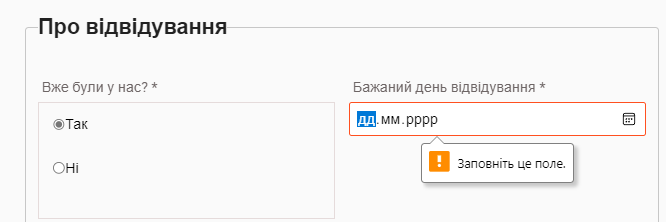 Про відвідування
Вже були у нас? *
Так
Ні
Бажаний день відвідування *
дд.мм.рррр
Заповніть це поле.